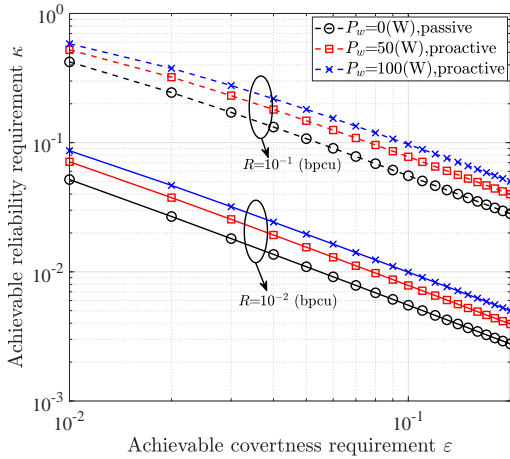 Achievable reliability requirement κ
10^0
10^{-1}
10^{-2}
10^{-3}
P_w=0(W),passive
P_w=50(W),proactive
P_w=100(W),proactive
R=10^{-1} (bpcu)
R=10^{-2} (bpcu)
10^{-2}
10^{-1}
Achievable covertness requirement ε